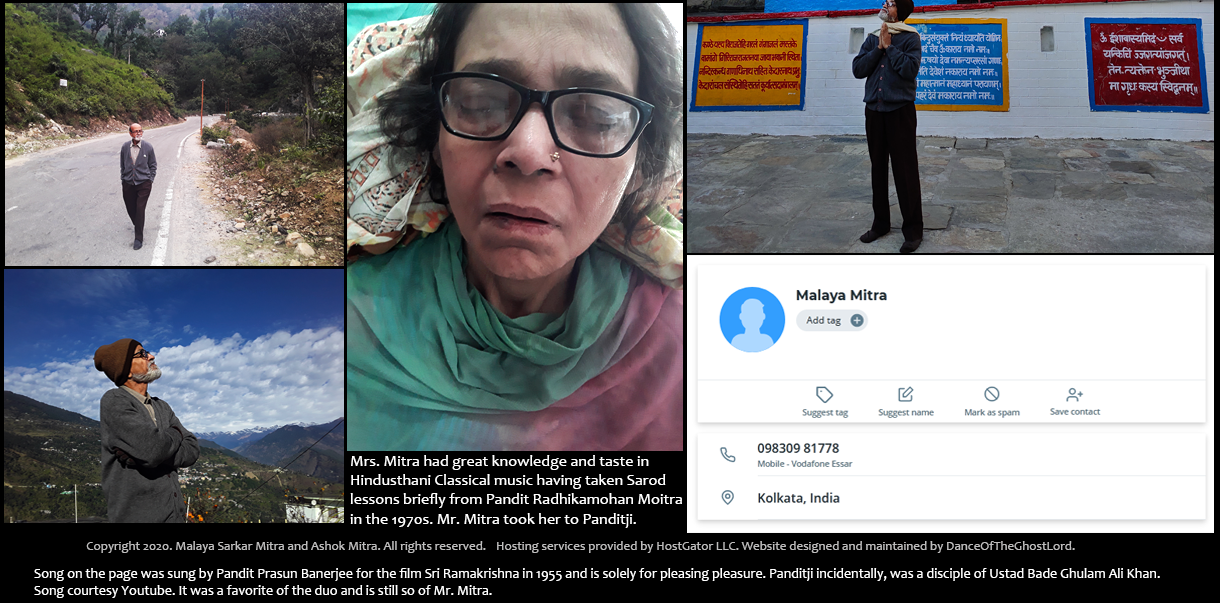 ॐ सर्व
तेन त्यक्तेन भुञ्जीथा
मा गृधः कस्य
Mrs. Mitra had great knowledge and taste in
Hindusthani Classical music having taken Sarod
lessons briefly from Pandit Radhikamohan Moitra
in the 1970s. Mr. Mitra took her to Panditji.
Malaya Mitra
Add tag
Suggest tag Suggest name Mark as spam Save contact
098309 81778
Mobile - Vodafone Essar
Kolkata, India
Copyright 2020. Malaya Sarkar Mitra and Ashok Mitra. All rights reserved. Hosting services provided by HostGator LLC. Website designed and maintained by DanceOfTheGhostLord.
Song on the page was sung by Pandit Prasun Banerjee for the film Sri Ramakrishna in 1955 and is solely for pleasing pleasure. Panditji incidentally, was a disciple of Ustad Bade Ghulam Ali Khan.
Song courtesy Youtube. It was a favorite of the duo and is still so of Mr. Mitra.